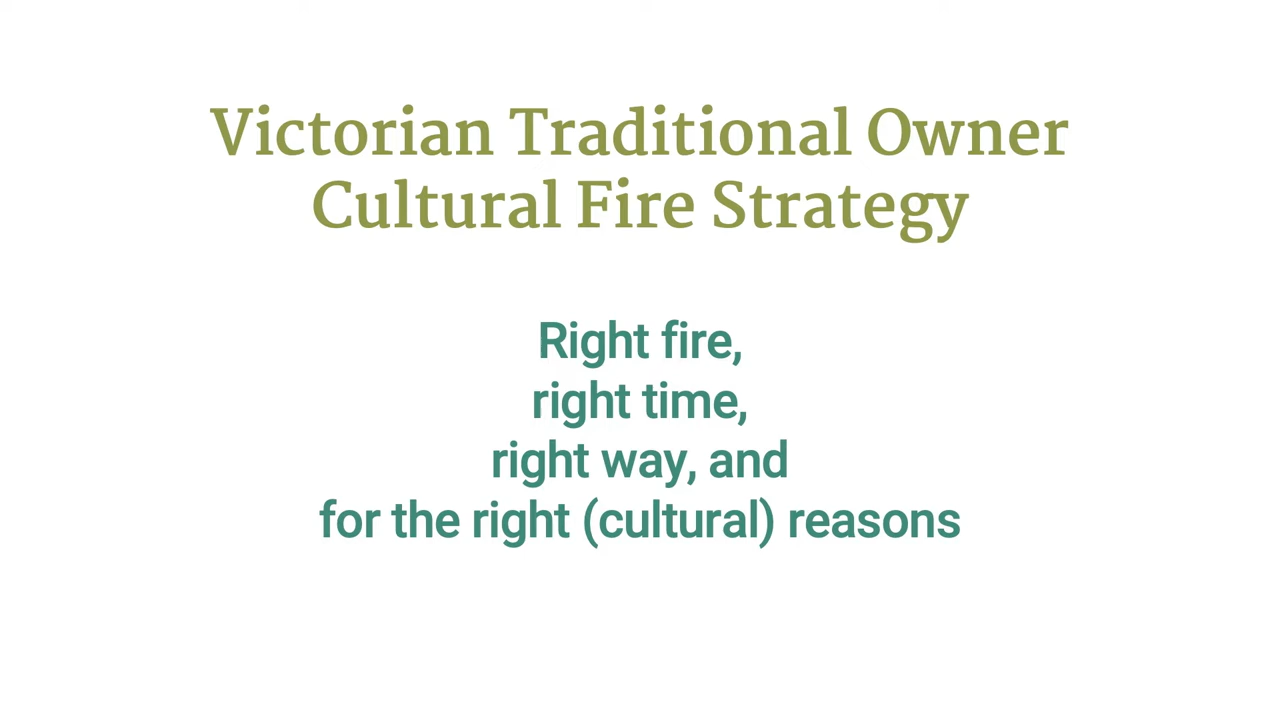 Victorian Traditional Owner
Cultural Fire Strategy
Right fire,
right time,
right way, and
for the right (cultural) reasons